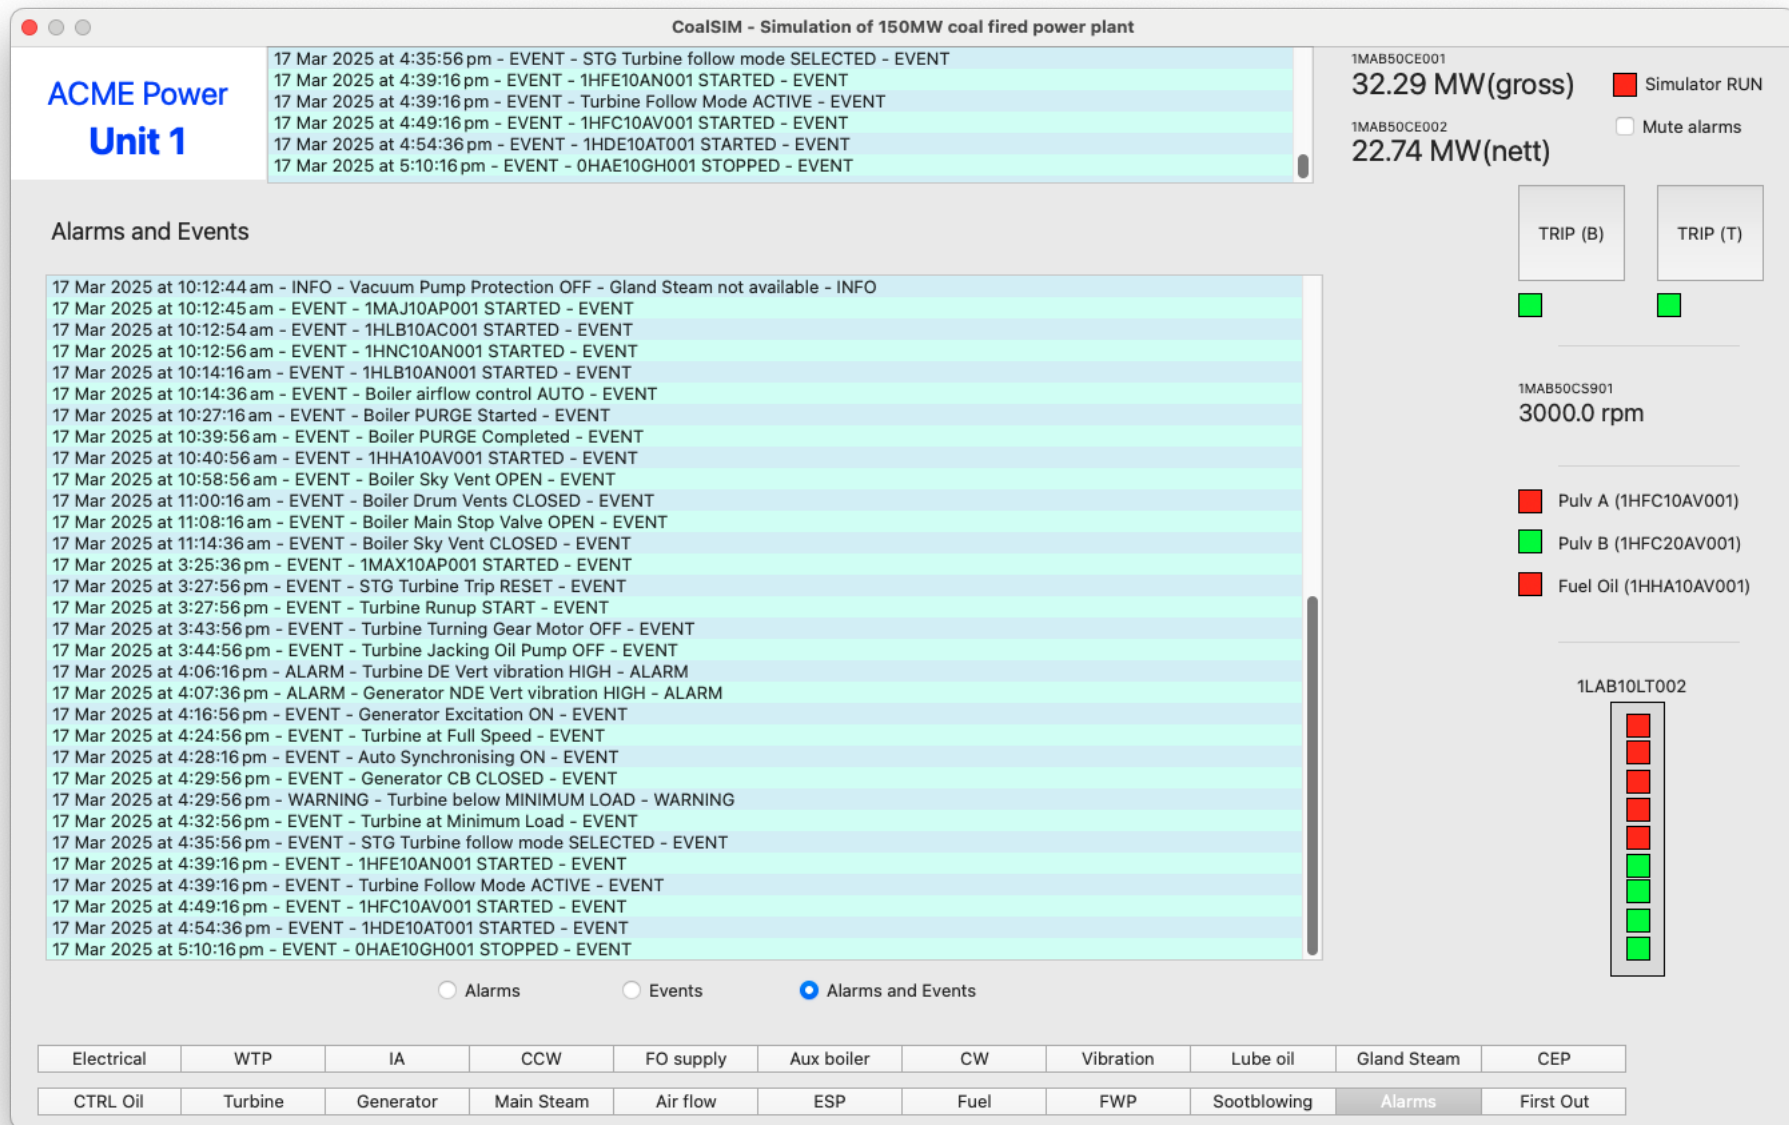 CoalSIM - Simulation of 150MW coal fired power plant
ACME Power
Unit 1
17 Mar 2025 at 4:35:56 pm - EVENT - STG Turbine follow mode SELECTED - EVENT
17 Mar 2025 at 4:39:16 pm - EVENT - 1HFE10AN001 STARTED - EVENT
17 Mar 2025 at 4:39:16 pm - EVENT - Turbine Follow Mode ACTIVE - EVENT
17 Mar 2025 at 4:49:16 pm - EVENT - 1HFC10AV001 STARTED - EVENT
17 Mar 2025 at 4:54:36 pm - EVENT - 1HDE10AT001 STARTED - EVENT
17 Mar 2025 at 5:10:16 pm - EVENT - 0HAE10GH001 STOPPED - EVENT
1MAB50CE001
32.29 MW(gross)
Simulator RUN
1MAB50CE002
22.74 MW(nett)
Mute alarms
TRIP (B)
TRIP (T)
Alarms and Events
17 Mar 2025 at 10:12:44 am - INFO - Vacuum Pump Protection OFF - Gland Steam not available - INFO
17 Mar 2025 at 10:12:45 am - EVENT - 1MAJ10AP001 STARTED - EVENT
17 Mar 2025 at 10:12:54 am - EVENT - 1HLB10AC001 STARTED - EVENT
17 Mar 2025 at 10:12:56 am - EVENT - 1HNC10AN001 STARTED - EVENT
17 Mar 2025 at 10:14:16 am - EVENT - 1HLB10AN001 STARTED - EVENT
17 Mar 2025 at 10:14:36 am - EVENT - Boiler airflow control AUTO - EVENT
17 Mar 2025 at 10:27:16 am - EVENT - Boiler PURGE Started - EVENT
17 Mar 2025 at 10:39:56 am - EVENT - Boiler PURGE Completed - EVENT
17 Mar 2025 at 10:40:56 am - EVENT - 1HHA10AV001 STARTED - EVENT
17 Mar 2025 at 10:58:56 am - EVENT - Boiler Sky Vent OPEN - EVENT
17 Mar 2025 at 11:00:16 am - EVENT - Boiler Drum Vents CLOSED - EVENT
17 Mar 2025 at 11:08:16 am - EVENT - Boiler Main Stop Valve OPEN - EVENT
17 Mar 2025 at 11:14:36 am - EVENT - Boiler Sky Vent CLOSED - EVENT
17 Mar 2025 at 3:25:36 pm - EVENT - 1MAX10AP001 STARTED - EVENT
17 Mar 2025 at 3:27:56 pm - EVENT - STG Turbine Trip RESET - EVENT
17 Mar 2025 at 3:27:56 pm - EVENT - Turbine Runup START - EVENT
17 Mar 2025 at 3:43:56 pm - EVENT - Turbine Turning Gear Motor OFF - EVENT
17 Mar 2025 at 3:44:56 pm - EVENT - Turbine Jacking Oil Pump OFF - EVENT
17 Mar 2025 at 4:06:16 pm - ALARM - Turbine DE Vert vibration HIGH - ALARM
17 Mar 2025 at 4:07:36 pm - ALARM - Generator NDE Vert vibration HIGH - ALARM
17 Mar 2025 at 4:16:56 pm - EVENT - Generator Excitation ON - EVENT
17 Mar 2025 at 4:24:56 pm - EVENT - Turbine at Full Speed - EVENT
17 Mar 2025 at 4:28:16 pm - EVENT - Auto Synchronising ON - EVENT
17 Mar 2025 at 4:29:56 pm - EVENT - Generator CB CLOSED - EVENT
17 Mar 2025 at 4:29:56 pm - WARNING - Turbine below MINIMUM LOAD - WARNING
17 Mar 2025 at 4:32:56 pm - EVENT - Turbine at Minimum Load - EVENT
17 Mar 2025 at 4:35:56 pm - EVENT - STG Turbine follow mode SELECTED - EVENT
17 Mar 2025 at 4:39:16 pm - EVENT - 1HFE10AN001 STARTED - EVENT
17 Mar 2025 at 4:39:16 pm - EVENT - Turbine Follow Mode ACTIVE - EVENT
17 Mar 2025 at 4:49:16 pm - EVENT - 1HFC10AV001 STARTED - EVENT
17 Mar 2025 at 4:54:36 pm - EVENT - 1HDE10AT001 STARTED - EVENT
17 Mar 2025 at 5:10:16 pm - EVENT - 0HAE10GH001 STOPPED - EVENT
1MAB50CS901
3000.0 rpm
Pulv A (1HFC10AV001)
Pulv B (1HFC20AV001)
Fuel Oil (1HHA10AV001)
1LAB10LT002
Alarms
Events
Alarms and Events
Electrical
WTP
IA
CCW
FO supply
Aux boiler
CW
Vibration
Lube oil
Gland Steam
CEP
CTRL Oil
Turbine
Generator
Main Steam
Air flow
ESP
Fuel
FWP
Sootblowing
Alarms
First Out